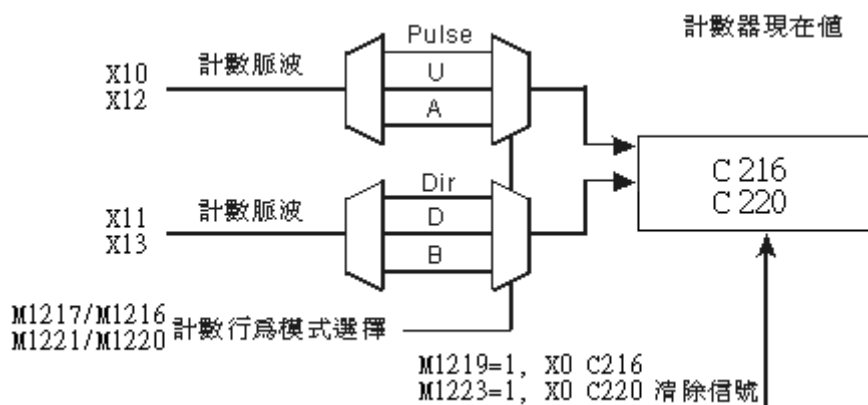 計數器現在値
Pulse
計數脈波
U
X10
X12
A
C 216
C 220
Dir
計數脈波
D
X11
X13
B
M1217/M1216
M1221/M1220
計數行爲模式選擇
M1219=1, X0 C216
M1223=1, X0 C220 清除信號